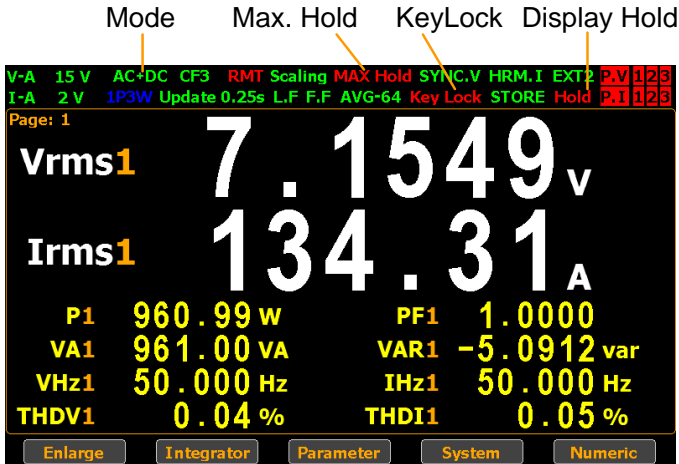 Mode Max. Hold KeyLock Display Hold
V-A 15 V AC+DC CF3 RMT Scaling MAX Hold SYNC.V HRM.I EXT2 P.V 1 2 3
I-A 2 V 1P3W Update 0.25s L.F F.F AVG-64 Key Lock STORE Hold P.I 1 2 3
Page: 1
Vrms1 7.1549 V
Irms1 134.31 A
P1 960.99 W PF1 1.0000
VA1 961.00 VA VAR1 -5.0912 var
VHz1 50.000 Hz IHz1 50.000 Hz
THDV1 0.04 % THDI1 0.05 %
Enlarge Integrator Parameter System Numeric